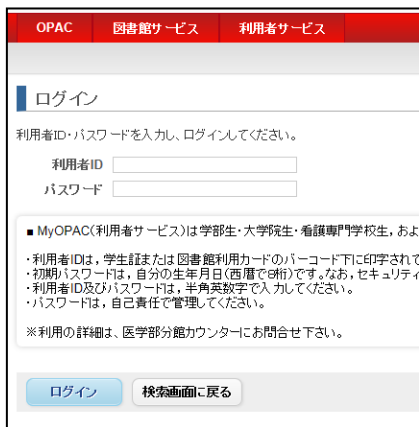 OPAC 図書館サービス 利用者サービス
ログイン
利用者ID・パスワードを入力し、ログインしてください。
利用者ID
パスワード
■ MyOPAC(利用者サービス)は学部生・大学院生・看護専門学校生，およ
・利用者IDは，学生証または図書館利用カードのバーコード下に印字されて
・初期パスワードは，自分の生年月日(西暦で8桁)です。なお，セキュリティ
・利用者ID及びパスワードは，半角英数字で入力してください。
・パスワードは，自己責任で管理してください。
※利用の詳細は、医学部分館カウンターにお問合せ下さい。
ログイン 検索画面に戻る